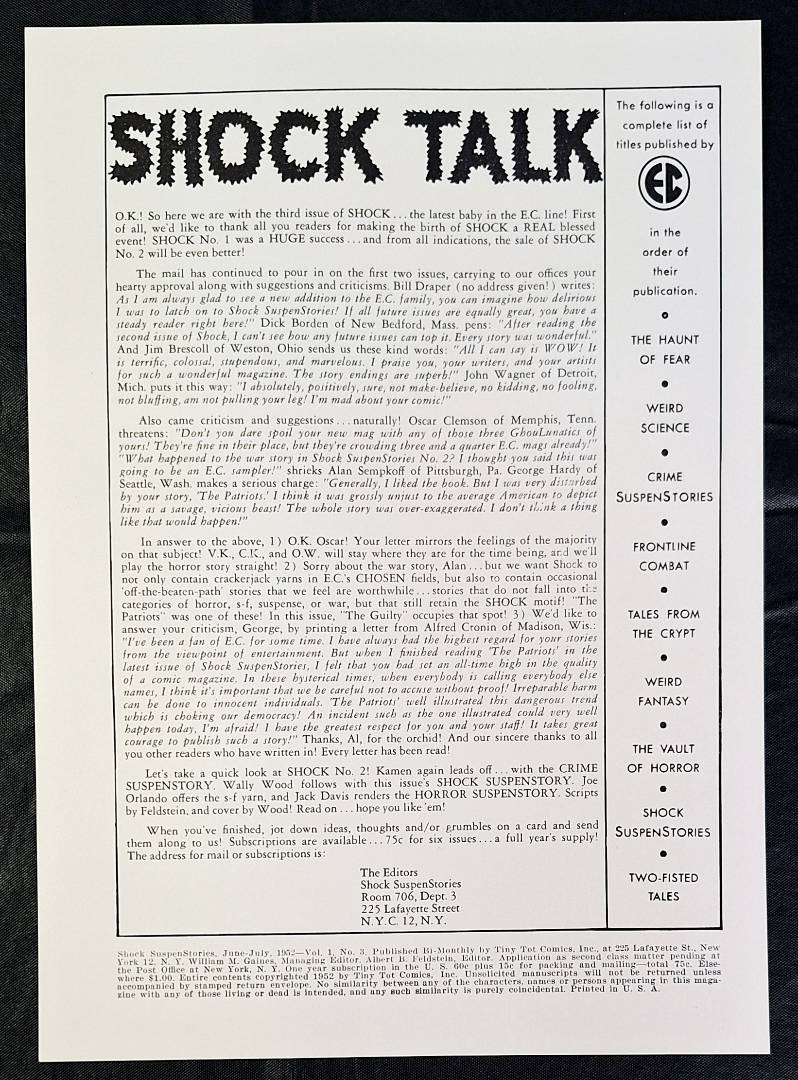 SHOCK TALK
O.K.! So here we are with the third issue of SHOCK...the latest baby in the E.C. line! First
of all, we'd like to thank all you readers for making the birth of SHOCK a REAL blessed
event! SHOCK No. 1 was a HUGE success...and from all indications, the sale of SHOCK
No. 2 will be even better!
The mail has continued to pour in on the first two issues, carrying to our offices your
hearty approval along with suggestions and criticisms. Bill Draper (no address given!) writes:
As I am always glad to see a new addition to the E.C. family, you can imagine how delirious
I was to latch on to Shock SuspenStories! If all future issues are equally great, you have a
steady reader right here!" Dick Borden of New Bedford, Mass. pens: "After reading the
second issue of Shock, I can't see how any future issues can top it. Every story was wonderful."
And Jim Brescoll of Weston, Ohio sends us these kind words: "All I can say is WOW! It
is terrific, colossal, stupendous, and marvelous. I praise you, your writers, and your artists
for such a wonderful magazine. The story endings are superb!" John Wagner of Detroit,
Mich. puts it this way: "I absolutely, positively, sure, not make-believe, no kidding, no fooling,
not bluffing, am not pulling your leg! I'm mad about your comic!"
Also came criticism and suggestions...naturally! Oscar Clemson of Memphis, Tenn.
threatens: "Don't you dare spoil your new mag with any of those three GhouLunatics of
yours! They're fine in their place, but they're crowding three and a quarter E.C. mags already!"
"What happened to the war story in Shock SuspenStories No. 2? I thought you said this was
going to be an E.C. sampler!" shrieks Alan Sempkoff of Pittsburgh, Pa. George Hardy of
Seattle, Wash. makes a serious charge: "Generally, I liked the book. But I was very disturbed
by your story, 'The Patriots.' I think it was grossly unjust to the average American to depict
him as a savage, vicious beast! The whole story was over-exaggerated. I don't think a thing
like that would happen!"
In answer to the above, 1) O.K. Oscar! Your letter mirrors the feelings of the majority
on that subject! V.K., C.K., and O.W. will stay where they are for the time being, and we'll
play the horror story straight! 2) Sorry about the war story, Alan...but we want Shock to
not only contain crackerjack yarns in E.C.'s CHOSEN fields, but also to contain occasional
'off-the-beaten-path' stories that we feel are worthwhile...stories that do not fall into the
categories of horror, s-f, suspense, or war, but that still retain the SHOCK motif! "The
Patriots" was one of these! In this issue, "The Guilty" occupies that spot! 3) We'd like to
answer your criticism, George, by printing a letter from Alfred Cronin of Madison, Wis.:
"I've been a fan of E.C. for some time. I have always had the highest regard for your stories
from the viewpoint of entertainment. But when I finished reading 'The Patriots' in the
latest issue of Shock SuspenStories, I felt that you had set an all-time high in the quality
of a comic magazine. In these hysterical times, when everybody is calling everybody else
names, I think it's important that we be careful not to accuse without proof! Irreparable harm
can be done to innocent individuals. 'The Patriots' well illustrated this dangerous trend
which is choking our democracy! An incident such as the one illustrated could very well
happen today, I'm afraid! I have the greatest respect for you and your staff! It takes great
courage to publish such a story!" Thanks, Al, for the orchid! And our sincere thanks to all
you other readers who have written in! Every letter has been read!
Let's take a quick look at SHOCK No. 2! Kamen again leads off...with the CRIME
SUSPENSTORY. Wally Wood follows with this issue's SHOCK SUSPENSTORY. Joe
Orlando offers the s-f yarn, and Jack Davis renders the HORROR SUSPENSTORY. Scripts
by Feldstein, and cover by Wood! Read on...hope you like 'em!
When you've finished, jot down ideas, thoughts and/or grumbles on a card and send
them along to us! Subscriptions are available...75c for six issues...a full year's supply!
The address for mail or subscriptions is:
The Editors
Shock SuspenStories
Room 706, Dept. 3
225 Lafayette Street
N.Y.C. 12, N.Y.
The following is a
complete list of
titles published by
EC
in the
order of
their
publication.
THE HAUNT
OF FEAR
WEIRD
SCIENCE
CRIME
SUSPENSTORIES
FRONTLINE
COMBAT
TALES FROM
THE CRYPT
WEIRD
FANTASY
THE VAULT
OF HORROR
SHOCK
SUSPENSTORIES
TWO-FISTED
TALES
Shock SuspenStories, June-July, 1952—Vol. 1, No. 3. Published Bi-Monthly by Tiny Tot Comics, Inc., at 225 Lafayette St., New
York 12, N. Y. William M. Gaines, Managing Editor. Albert B. Feldstein, Editor. Application as second class matter pending at
the Post Office at New York, N. Y. One year subscription in the U. S. 60c plus 15c for packing and mailing—total 75c. Else-
where $1.00. Entire contents copyrighted 1952 by Tiny Tot Comics, Inc. Unsolicited manuscripts will not be returned unless
accompanied by stamped return envelope. No similarity between any of the characters, names or persons appearing in this maga-
zine with any of those living or dead is intended, and any such similarity is purely coincidental. Printed in U. S. A.